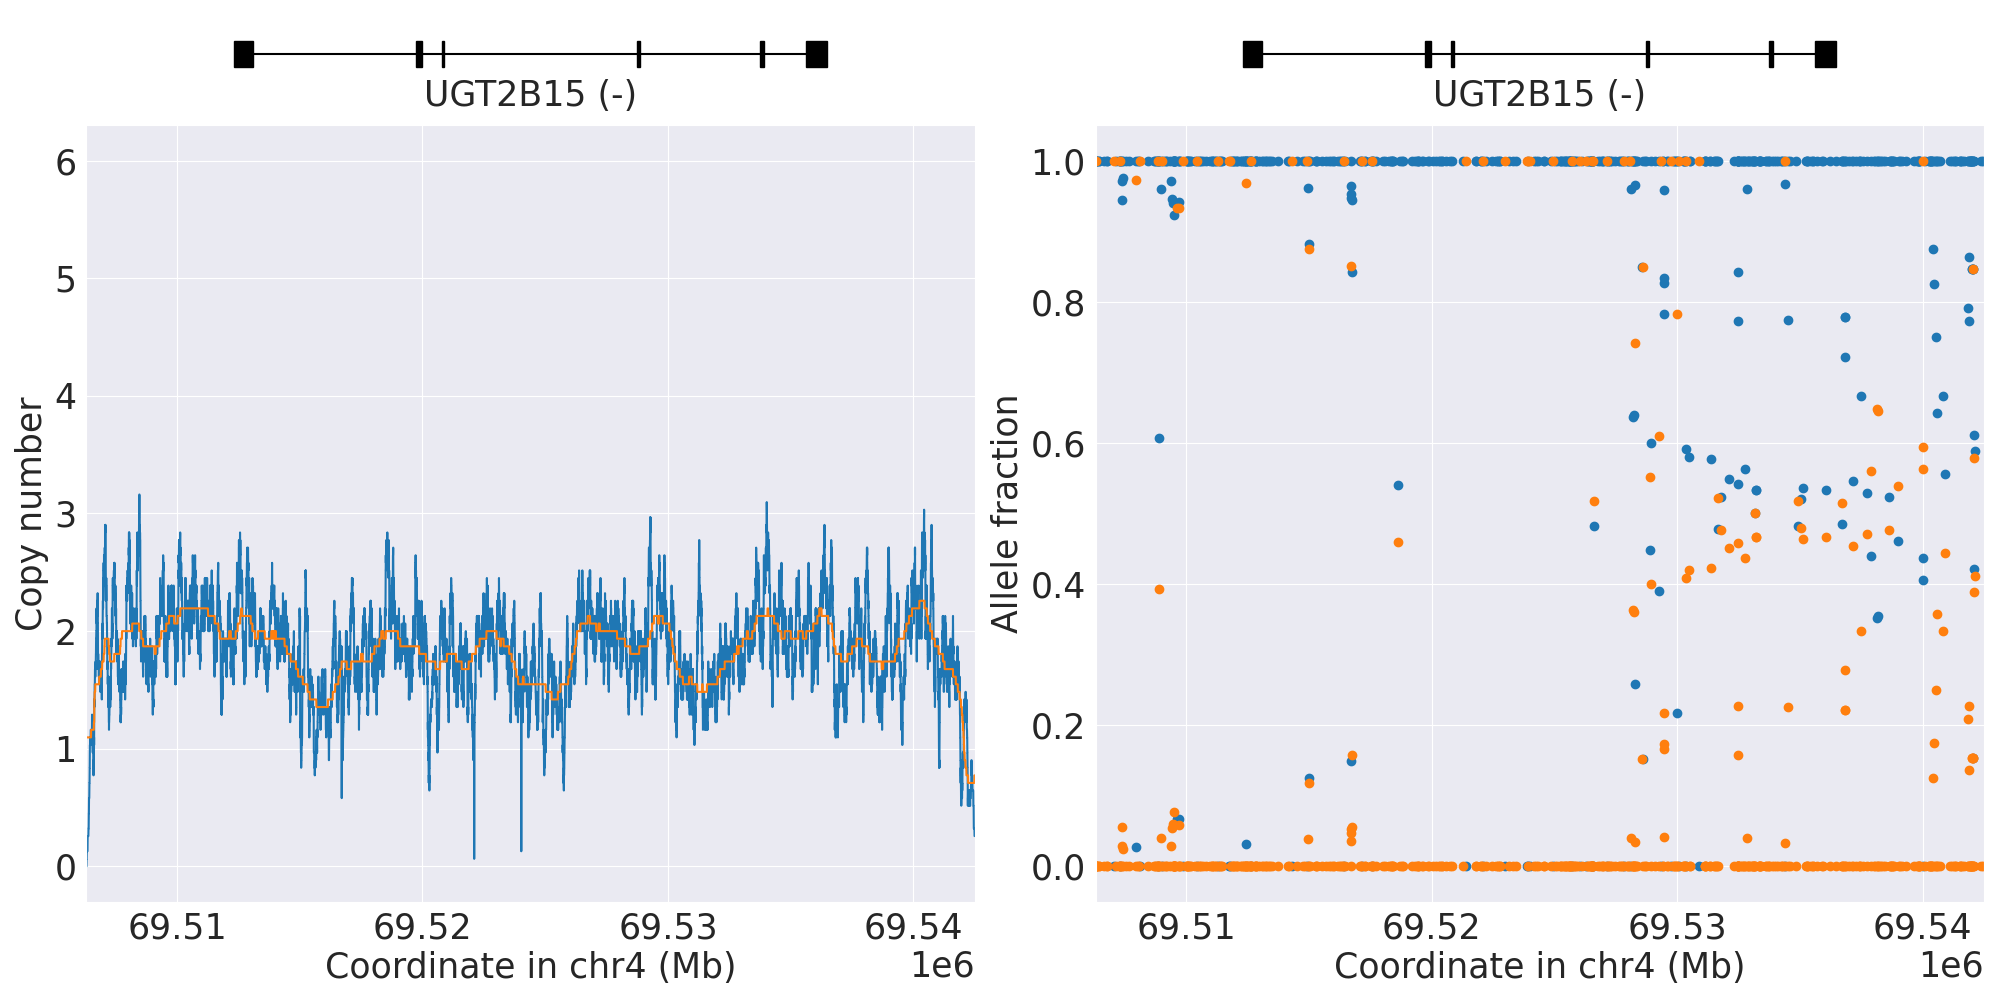 UGT2B15 (-)
6
5
4
3
2
1
0
Copy number
69.51 69.52 69.53 69.54
Coordinate in chr4 (Mb)
1e6
UGT2B15 (-)
1.0
0.8
0.6
0.4
0.2
0.0
Allele fraction
69.51 69.52 69.53 69.54
Coordinate in chr4 (Mb)
1e6